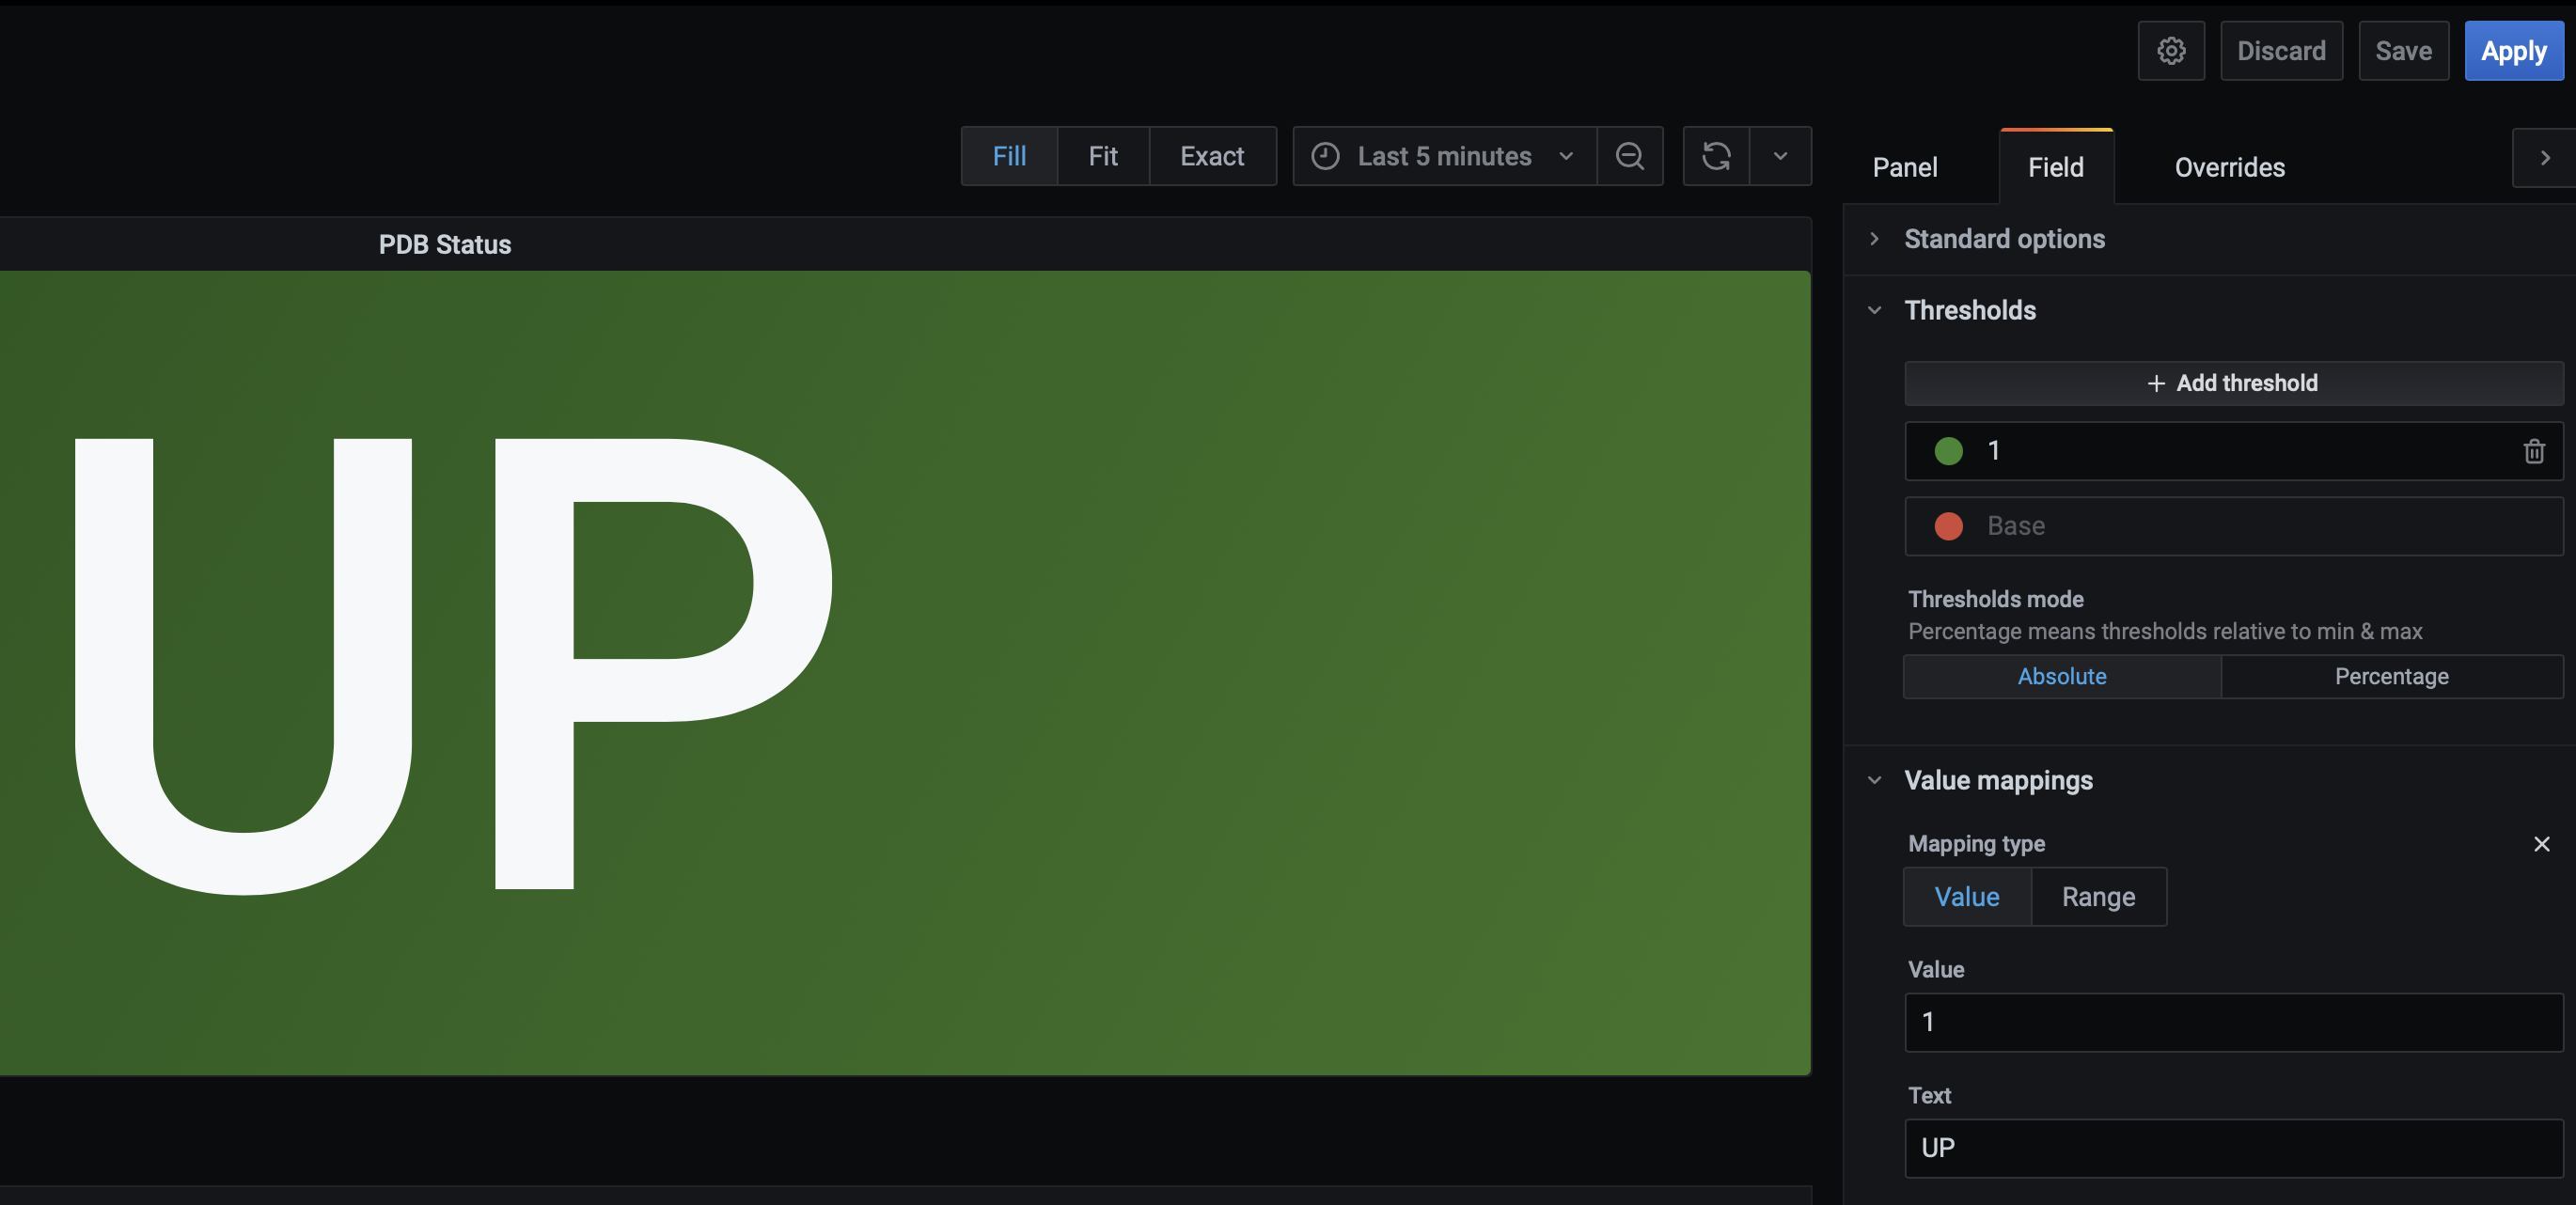 Discard Save Apply
Fill Fit Exact Last 5 minutes
Panel Field Overrides
PDB Status
UP
Standard options
Thresholds
+ Add threshold
1
Base
Thresholds mode
Percentage means thresholds relative to min & max
Absolute Percentage
Value mappings
Mapping type
Value Range
Value
1
Text
UP